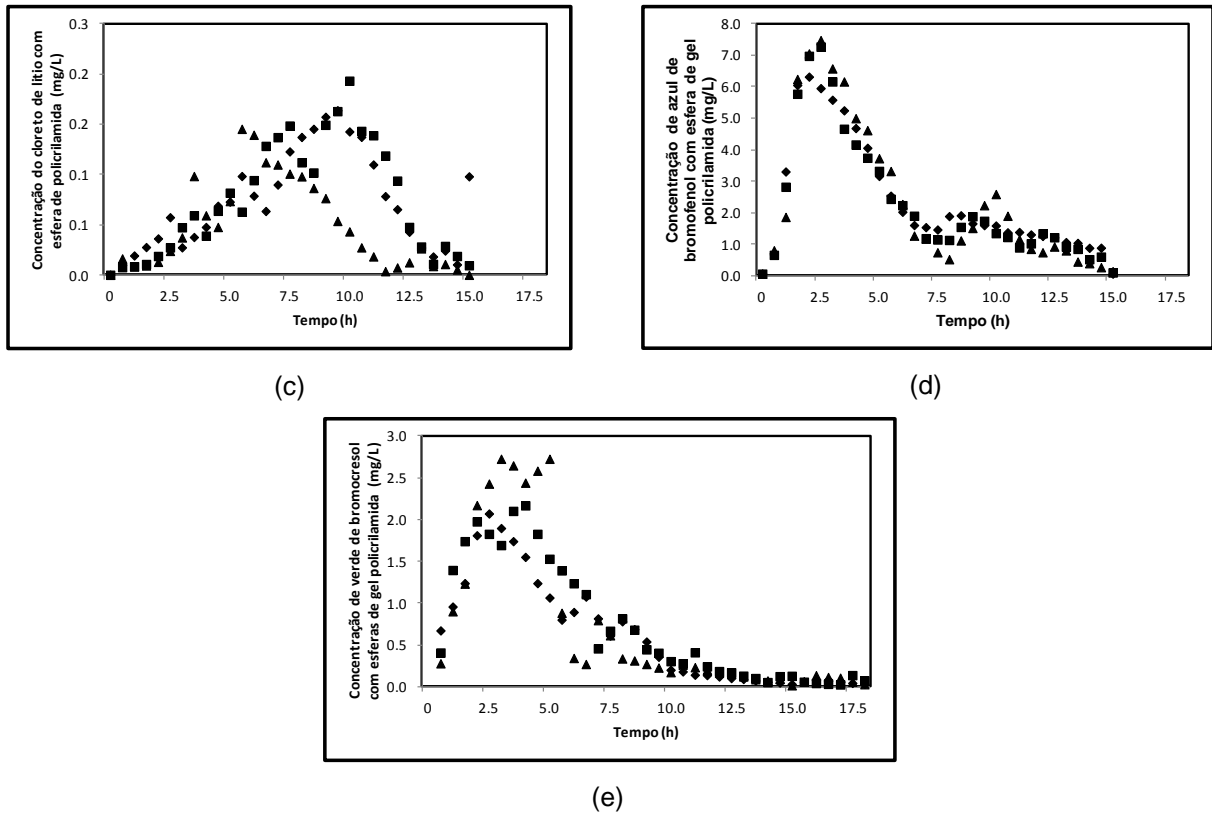 Concentração do cloreto de lítio com
esfera de policrilamida (mg/L)
0.3
0.2
0.2
0.1
0.1
0.0
0.0 2.5 5.0 7.5 10.0 12.5 15.0 17.5
Tempo (h)
(c)
Concentração de azul de
bromofenol com esfera de gel
policrilamida (mg/L)
8.0
7.0
6.0
5.0
4.0
3.0
2.0
1.0
0.0
0.0 2.5 5.0 7.5 10.0 12.5 15.0 17.5
Tempo (h)
(d)
Concentração de verde de bromocresol
com esferas de gel policrilamida (mg/L)
3.0
2.5
2.0
1.5
1.0
0.5
0.0
0 2.5 5.0 7.5 10.0 12.5 15.0 17.5
Tempo (h)
(e)